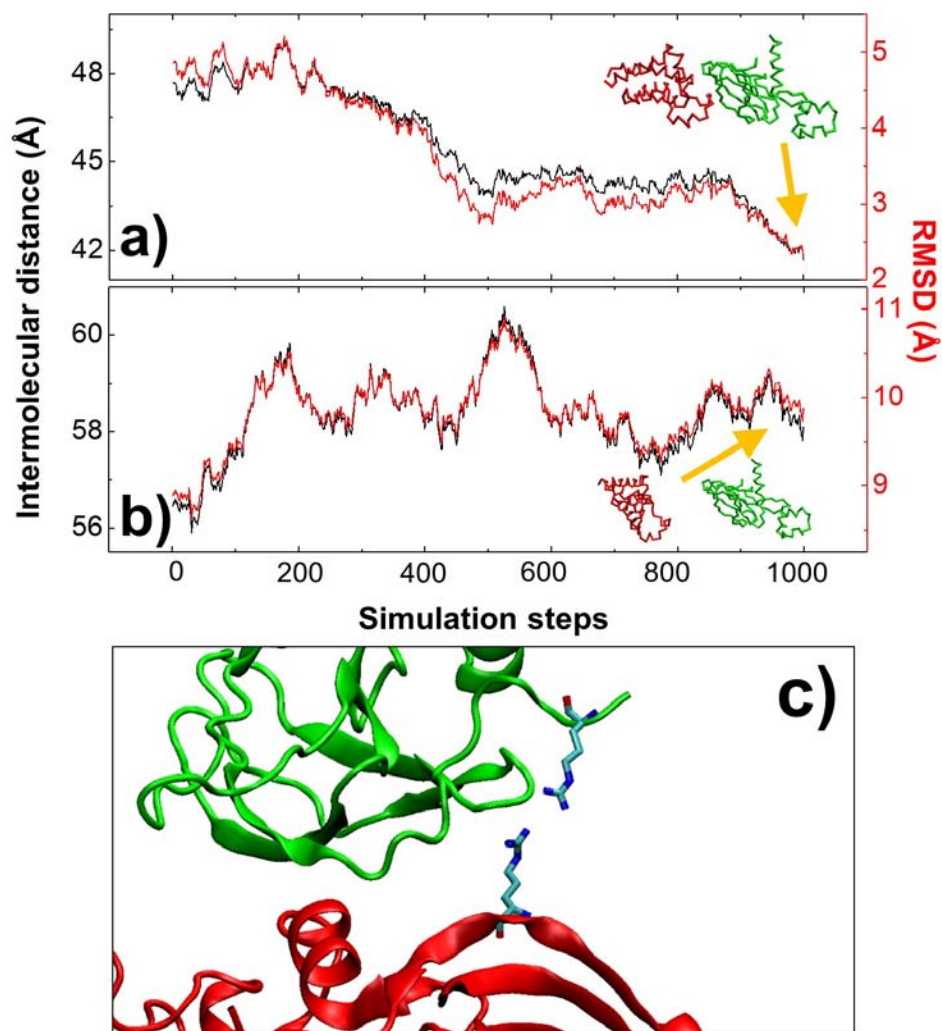 48
45
42
a)
5
4
3
2
Intermolecular distance (Å)
RMSD (Å)
60
58
56
b)
11
10
9
0 200 400 600 800 1000
Simulation steps
c)